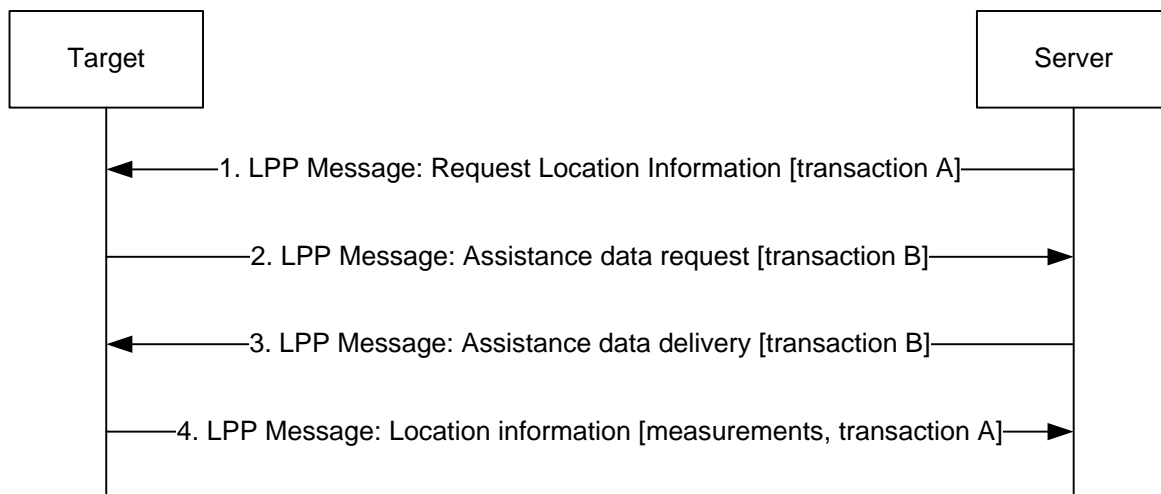 Target
Server
1. LPP Message: Request Location Information [transaction A]
2. LPP Message: Assistance data request [transaction B]
3. LPP Message: Assistance data delivery [transaction B]
4. LPP Message: Location information [measurements, transaction A]